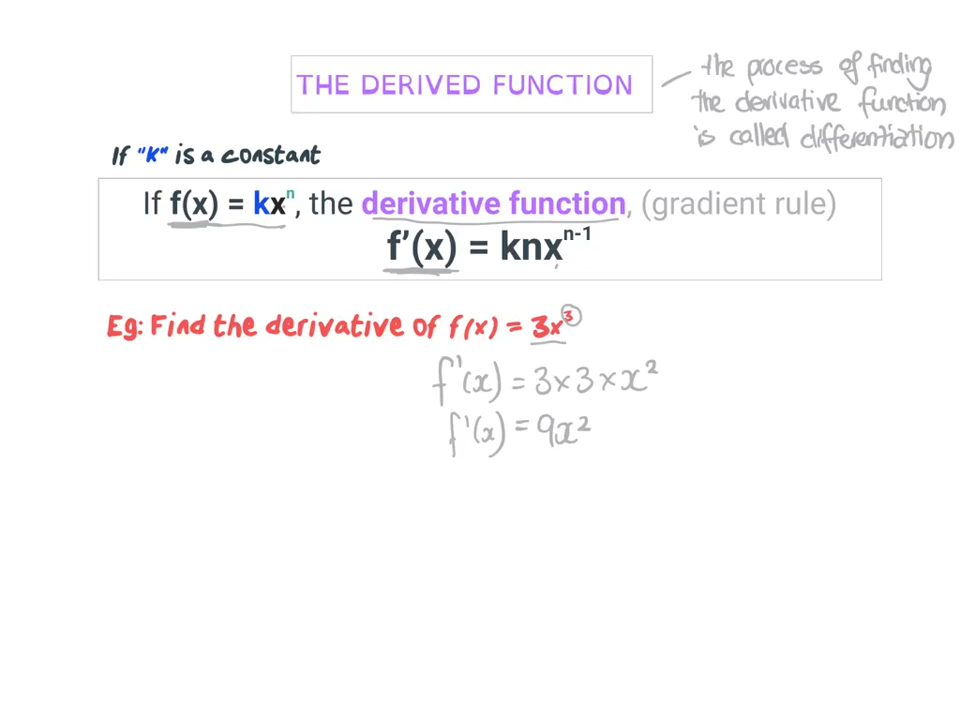 THE DERIVED FUNCTION
the process of finding
the derivative function
is called differentiation
If "K" is a constant
If f(x) = kxⁿ, the derivative function, (gradient rule)
f'(x) = knxⁿ⁻¹
Eg: Find the derivative of f(x) = 3x³
f'(x) = 3 × 3 × x²
f'(x) = 9x²